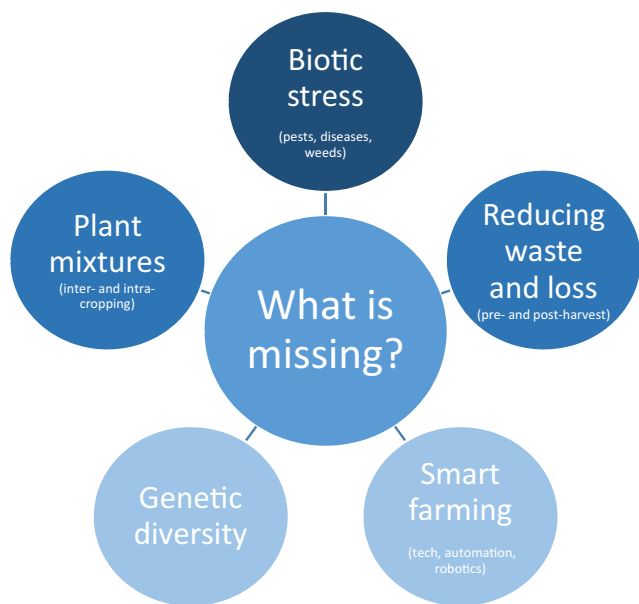 Biotic
stress
(pests, diseases,
weeds)
Plant
mixtures
(inter- and intra-
cropping)
Reducing
waste
and loss
(pre- and post-harvest)
What is
missing?
Genetic
diversity
Smart
farming
(tech, automation,
robotics)